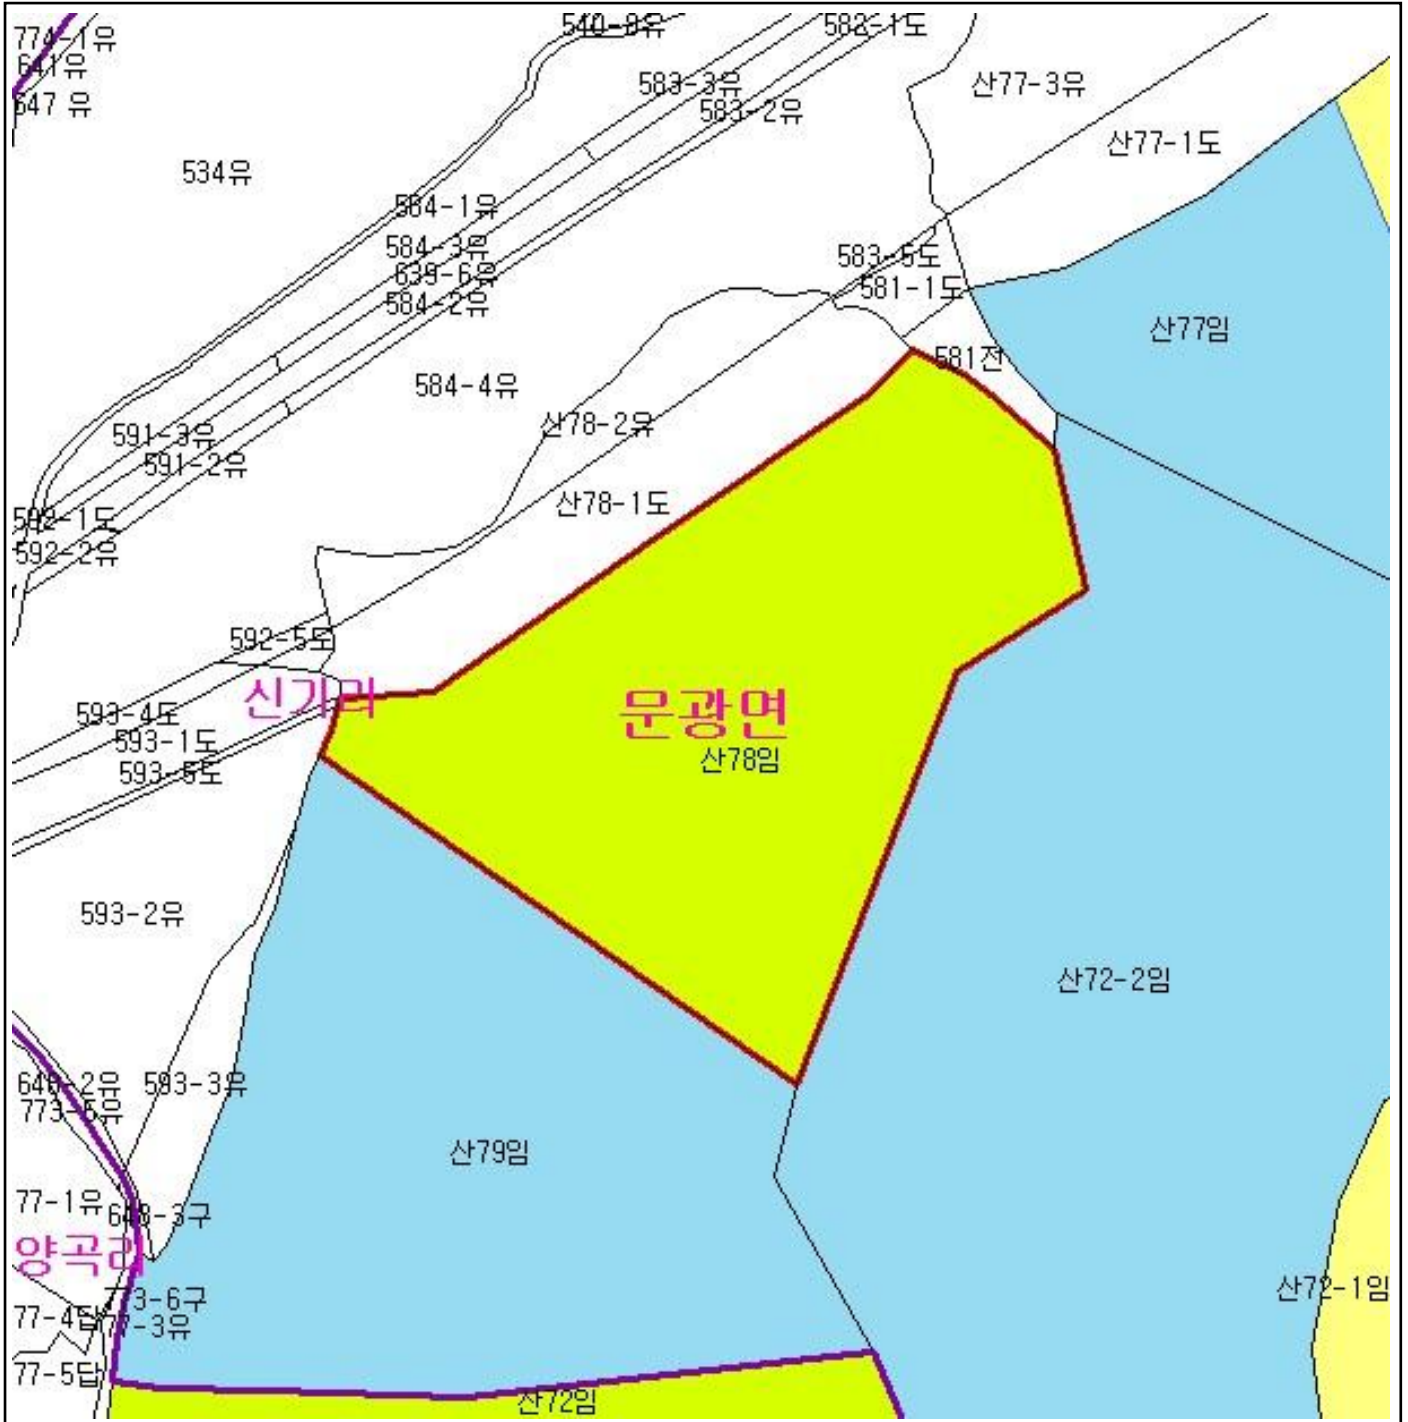 774-1유
540-8유
582-1도
641유
583-3유
산77-3유
647 유
583-2유
산77-1도
534유
584-1유
584-3유
583-5도
639-6유
581-1도
584-2유
산77임
581전
584-4유
산78-2유
591-3유
591-2유
산78-1도
592-1도
592-2유
592-5도
신기리
문광면
593-4도
593-1도
산78임
593-5도
593-2유
산72-2임
593-3유
산79임
77-1유
648-3구
양곡리
산72-1임
773-6구
77-4답
77-3유
77-5답
산72임